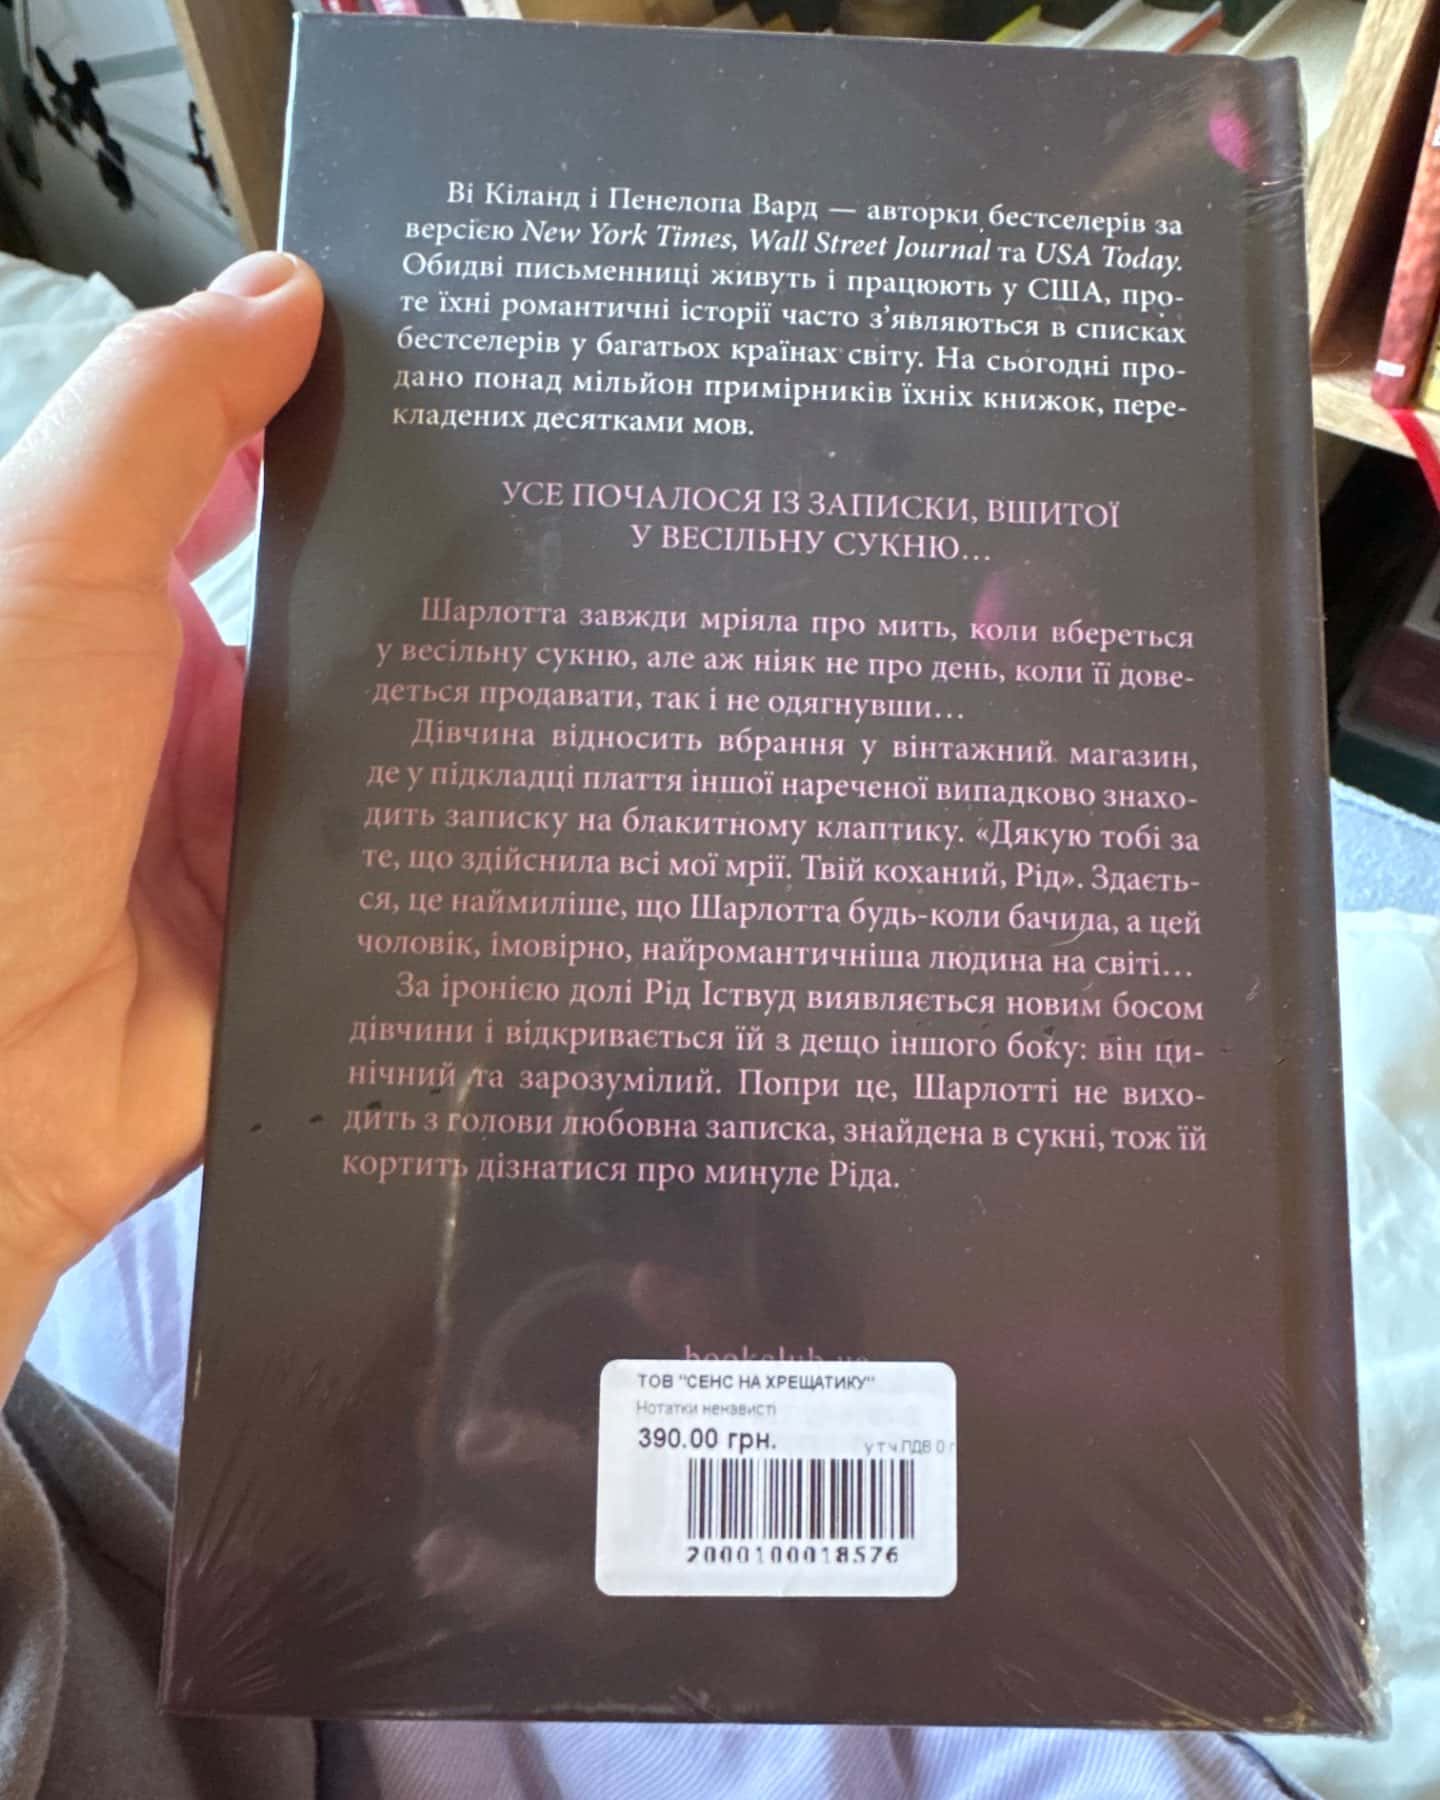 Ві Кіланд і Пенелопа Вард — авторки бестселерів за
версією New York Times, Wall Street Journal та USA Today.
Обидві письменниці живуть і працюють у США, про-
те їхні романтичні історії часто з’являються в списках
бестселерів у багатьох країнах світу. На сьогодні про-
дано понад мільйон примірників їхніх книжок, пере-
кладених десятками мов.
УСЕ ПОЧАЛОСЯ ІЗ ЗАПИСКИ, ВШИТОЇ
У ВЕСІЛЬНУ СУКНЮ...
Шарлотта завжди мріяла про мить, коли вбереться
у весільну сукню, але аж ніяк не про день, коли її дове-
деться продавати, так і не одягнувши...
Дівчина відносить вбрання у вінтажний магазин,
де у підкладці плаття іншої нареченої випадково знахо-
дить записку на блакитному клаптику. «Дякую тобі за
те, що здійснила всі мої мрії. Твій коханий, Рід». Здаєть-
ся, це наймиліше, що Шарлотта будь-коли бачила, а цей
чоловік, імовірно, найромантичніша людина на світі...
За іронією долі Рід Іствуд виявляється новим босом
дівчини і відкривається їй з дещо іншого боку: він ци-
нічний та зарозумілий. Попри це, Шарлотті не вихо-
дить з голови любовна записка, знайдена в сукні, тож їй
кортить дізнатися про минуле Ріда.
bookclub.ua
ТОВ "СЕНС НА ХРЕЩАТИКУ"
Нотатки ненависті
390.00 грн.
у т.ч.ПДВ 0 г
2000100018576